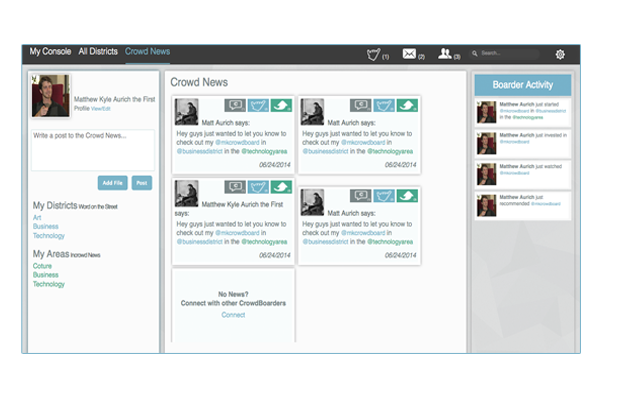 My Console All Districts Crowd News (1) (2) (3) Search...
Matthew Kyle Aurich the First
Profile View/Edit
Write a post to the Crowd News...
Add File Post
My Districts Word on the Street
Art
Business
Technology
My Areas Incrowd News
Coture
Business
Technology
Crowd News
Matt Aurich says:
Hey guys just wanted to let you know to
check out my @mkcrowdboard in
@businessdistrict in the @technologyarea
06/24/2014
Matt Aurich says:
Hey guys just wanted to let you know to
check out my @mkcrowdboard in
@businessdistrict in the @technologyarea
06/24/2014
Matthew Kyle Aurich the First
says:
Hey guys just wanted to let you know to
check out my @mkcrowdboard in
@businessdistrict in the @technologyarea
06/24/2014
Matt Aurich says:
Hey guys just wanted to let you know to
check out my @mkcrowdboard in
@businessdistrict in the @technologyarea
06/24/2014
No News?
Connect with other CrowdBoarders
Connect
Boarder Activity
Matthew Aurich just started
@mkcrowdboard in @businessdistrict
in the @technologyarea
Matthew Aurich just invested in
@mkcrowdboard
Matthew Aurich just watched
@mkcrowdboard
Matthew Aurich just
recommended @mkcrowdboard